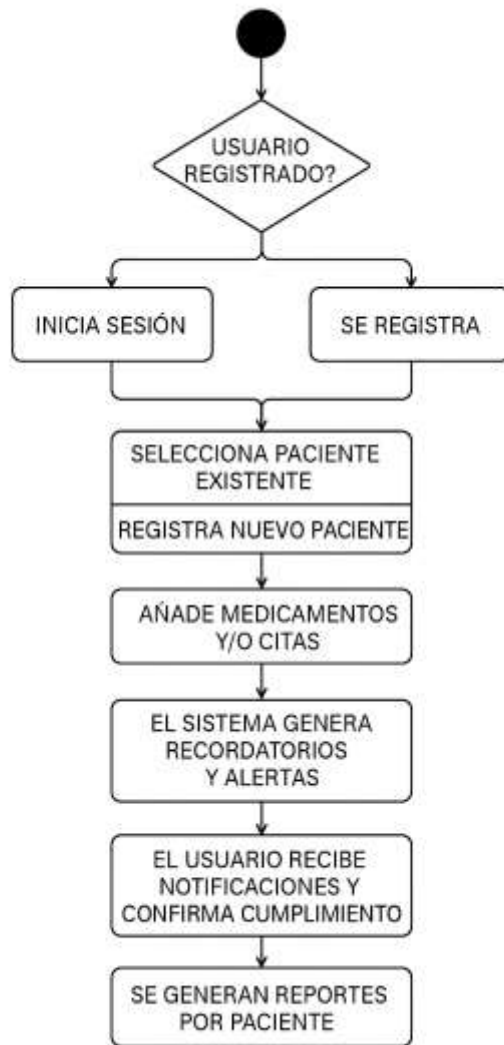 USUARIO
REGISTRADO?
INICIA SESIÓN
SE REGISTRA
SELECCIONA PACIENTE
EXISTENTE
REGISTRA NUEVO PACIENTE
AÑADE MEDICAMENTOS
Y/O CITAS
EL SISTEMA GENERA
RECORDATORIOS
Y ALERTAS
EL USUARIO RECIBE
NOTIFICACIONES Y
CONFIRMA CUMPLIMIENTO
SE GENERAN REPORTES
POR PACIENTE